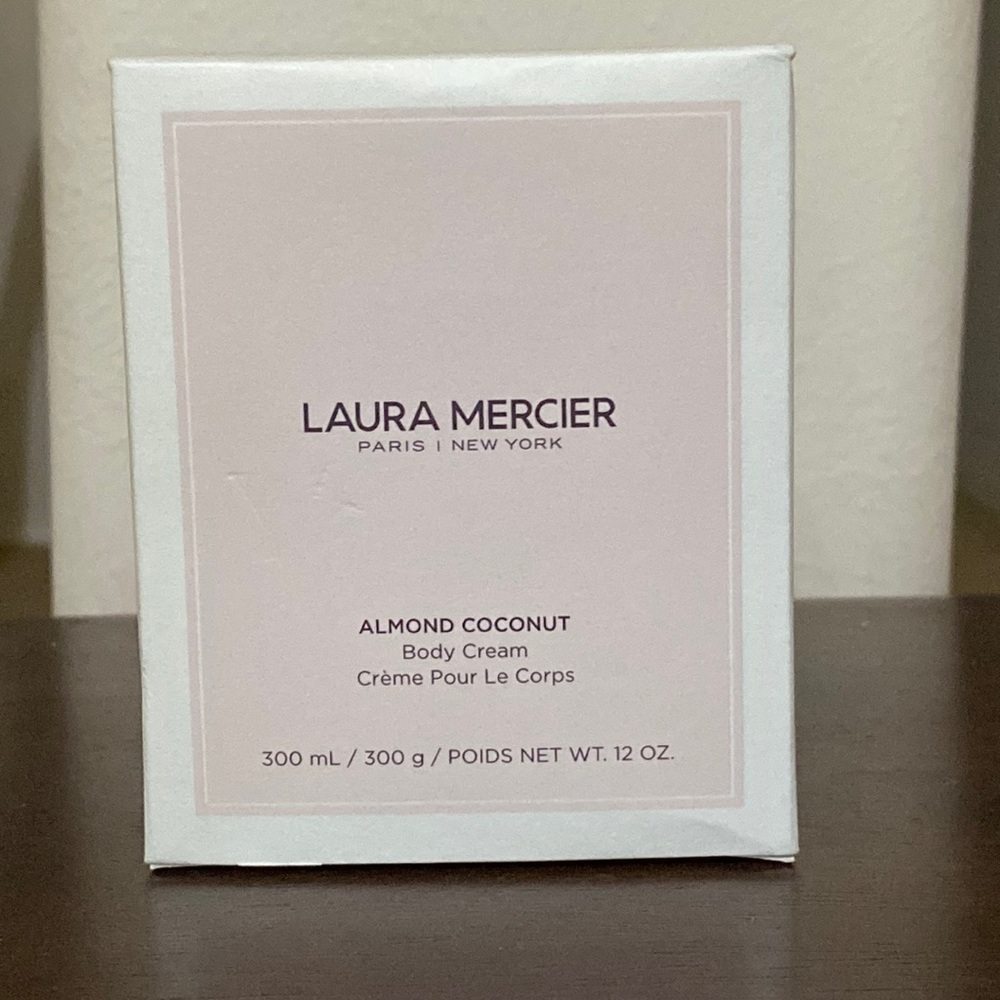 LAURA MERCIER
PARIS | NEW YORK
ALMOND COCONUT
Body Cream
Crème Pour Le Corps
300 mL / 300 g / POIDS NET WT. 12 OZ.